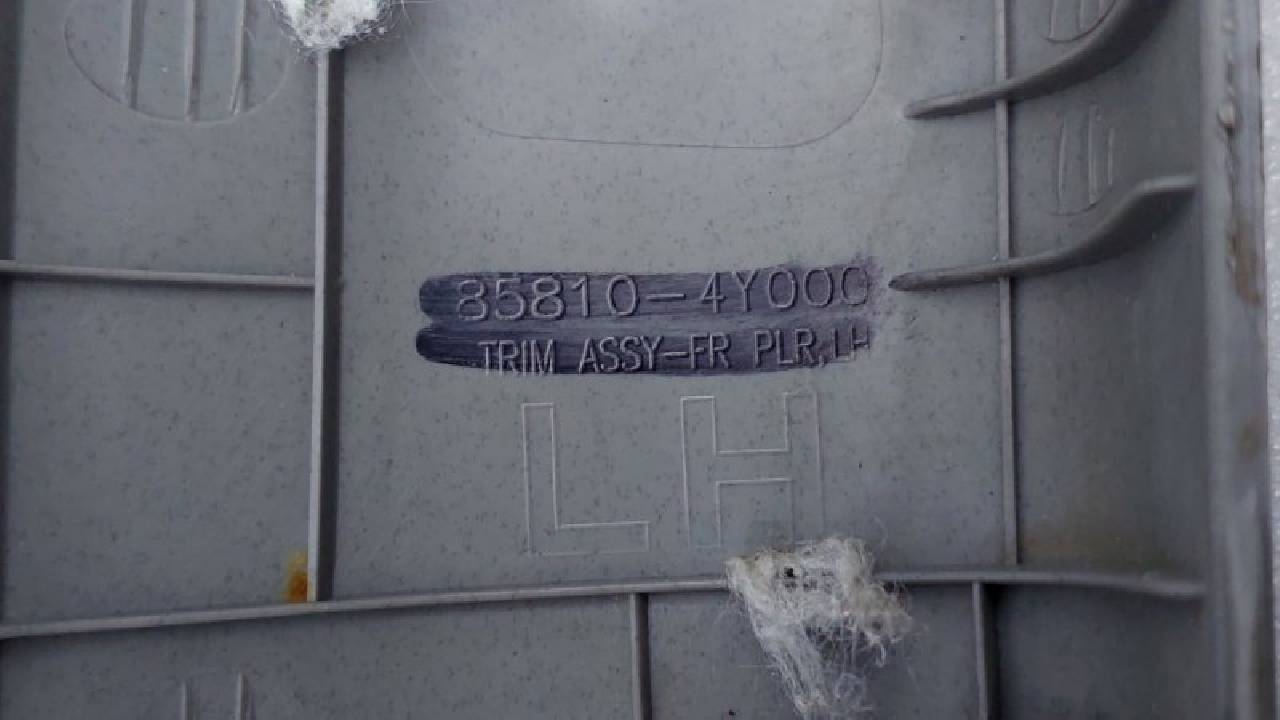 85810-4Y000
TRIM ASSY-FR PLR,LH
LH